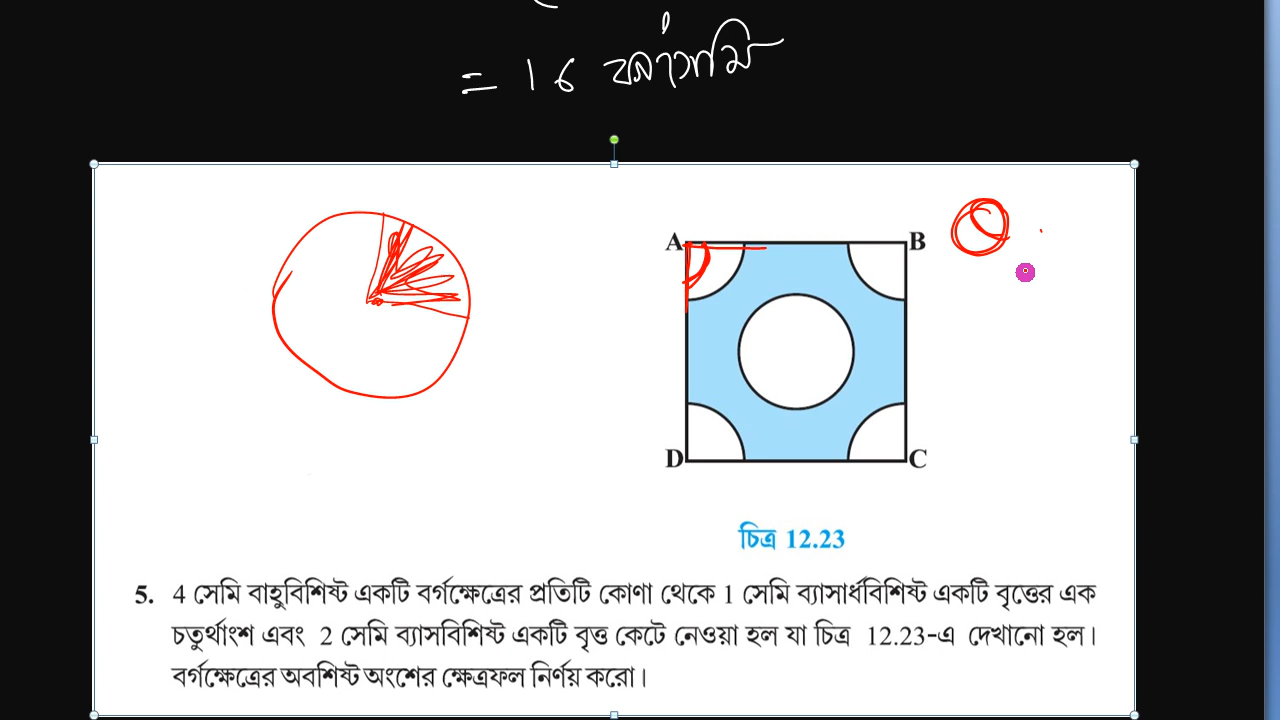 = 16 বর্গসেমি
A
B
D
C
চিত্র 12.23
5. 4 সেমি বাহুবিশিষ্ট একটি বর্গক্ষেত্রের প্রতিটি কোণা থেকে 1 সেমি ব্যাসার্ধবিশিষ্ট একটি বৃত্তের এক
চতুর্থাংশ এবং 2 সেমি ব্যাসবিশিষ্ট একটি বৃত্ত কেটে নেওয়া হল যা চিত্র 12.23-এ দেখানো হল।
বর্গক্ষেত্রের অবশিষ্ট অংশের ক্ষেত্রফল নির্ণয় করো।